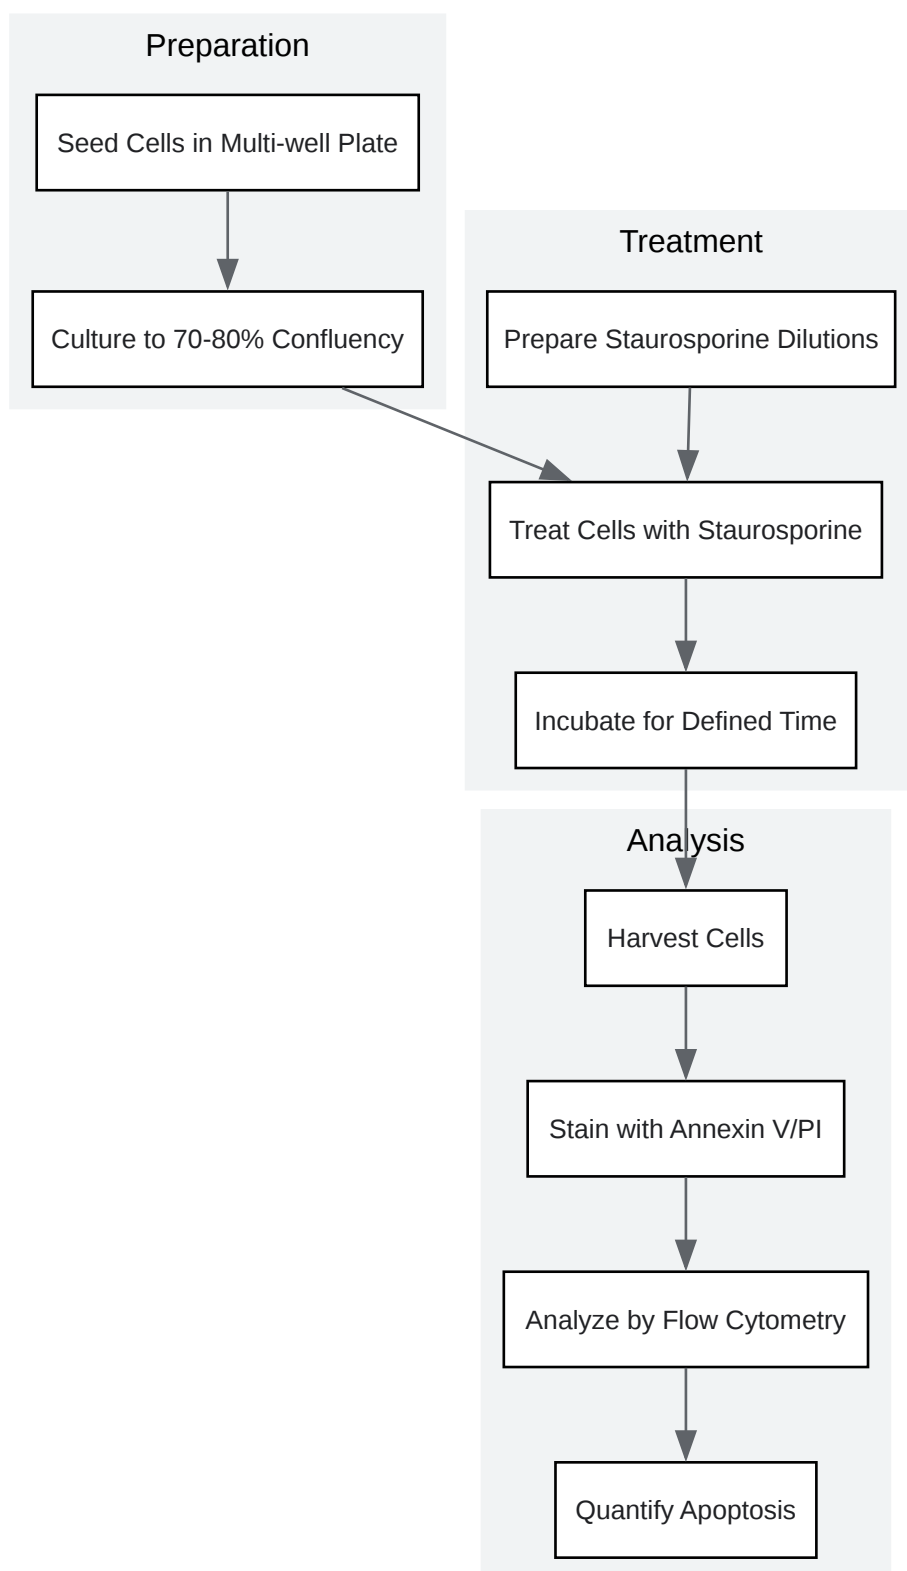 Preparation
Seed Cells in Multi-well Plate
Culture to 70-80% Confluency
Treatment
Prepare Staurosporine Dilutions
Treat Cells with Staurosporine
Incubate for Defined Time
Analysis
Harvest Cells
Stain with Annexin V/PI
Analyze by Flow Cytometry
Quantify Apoptosis